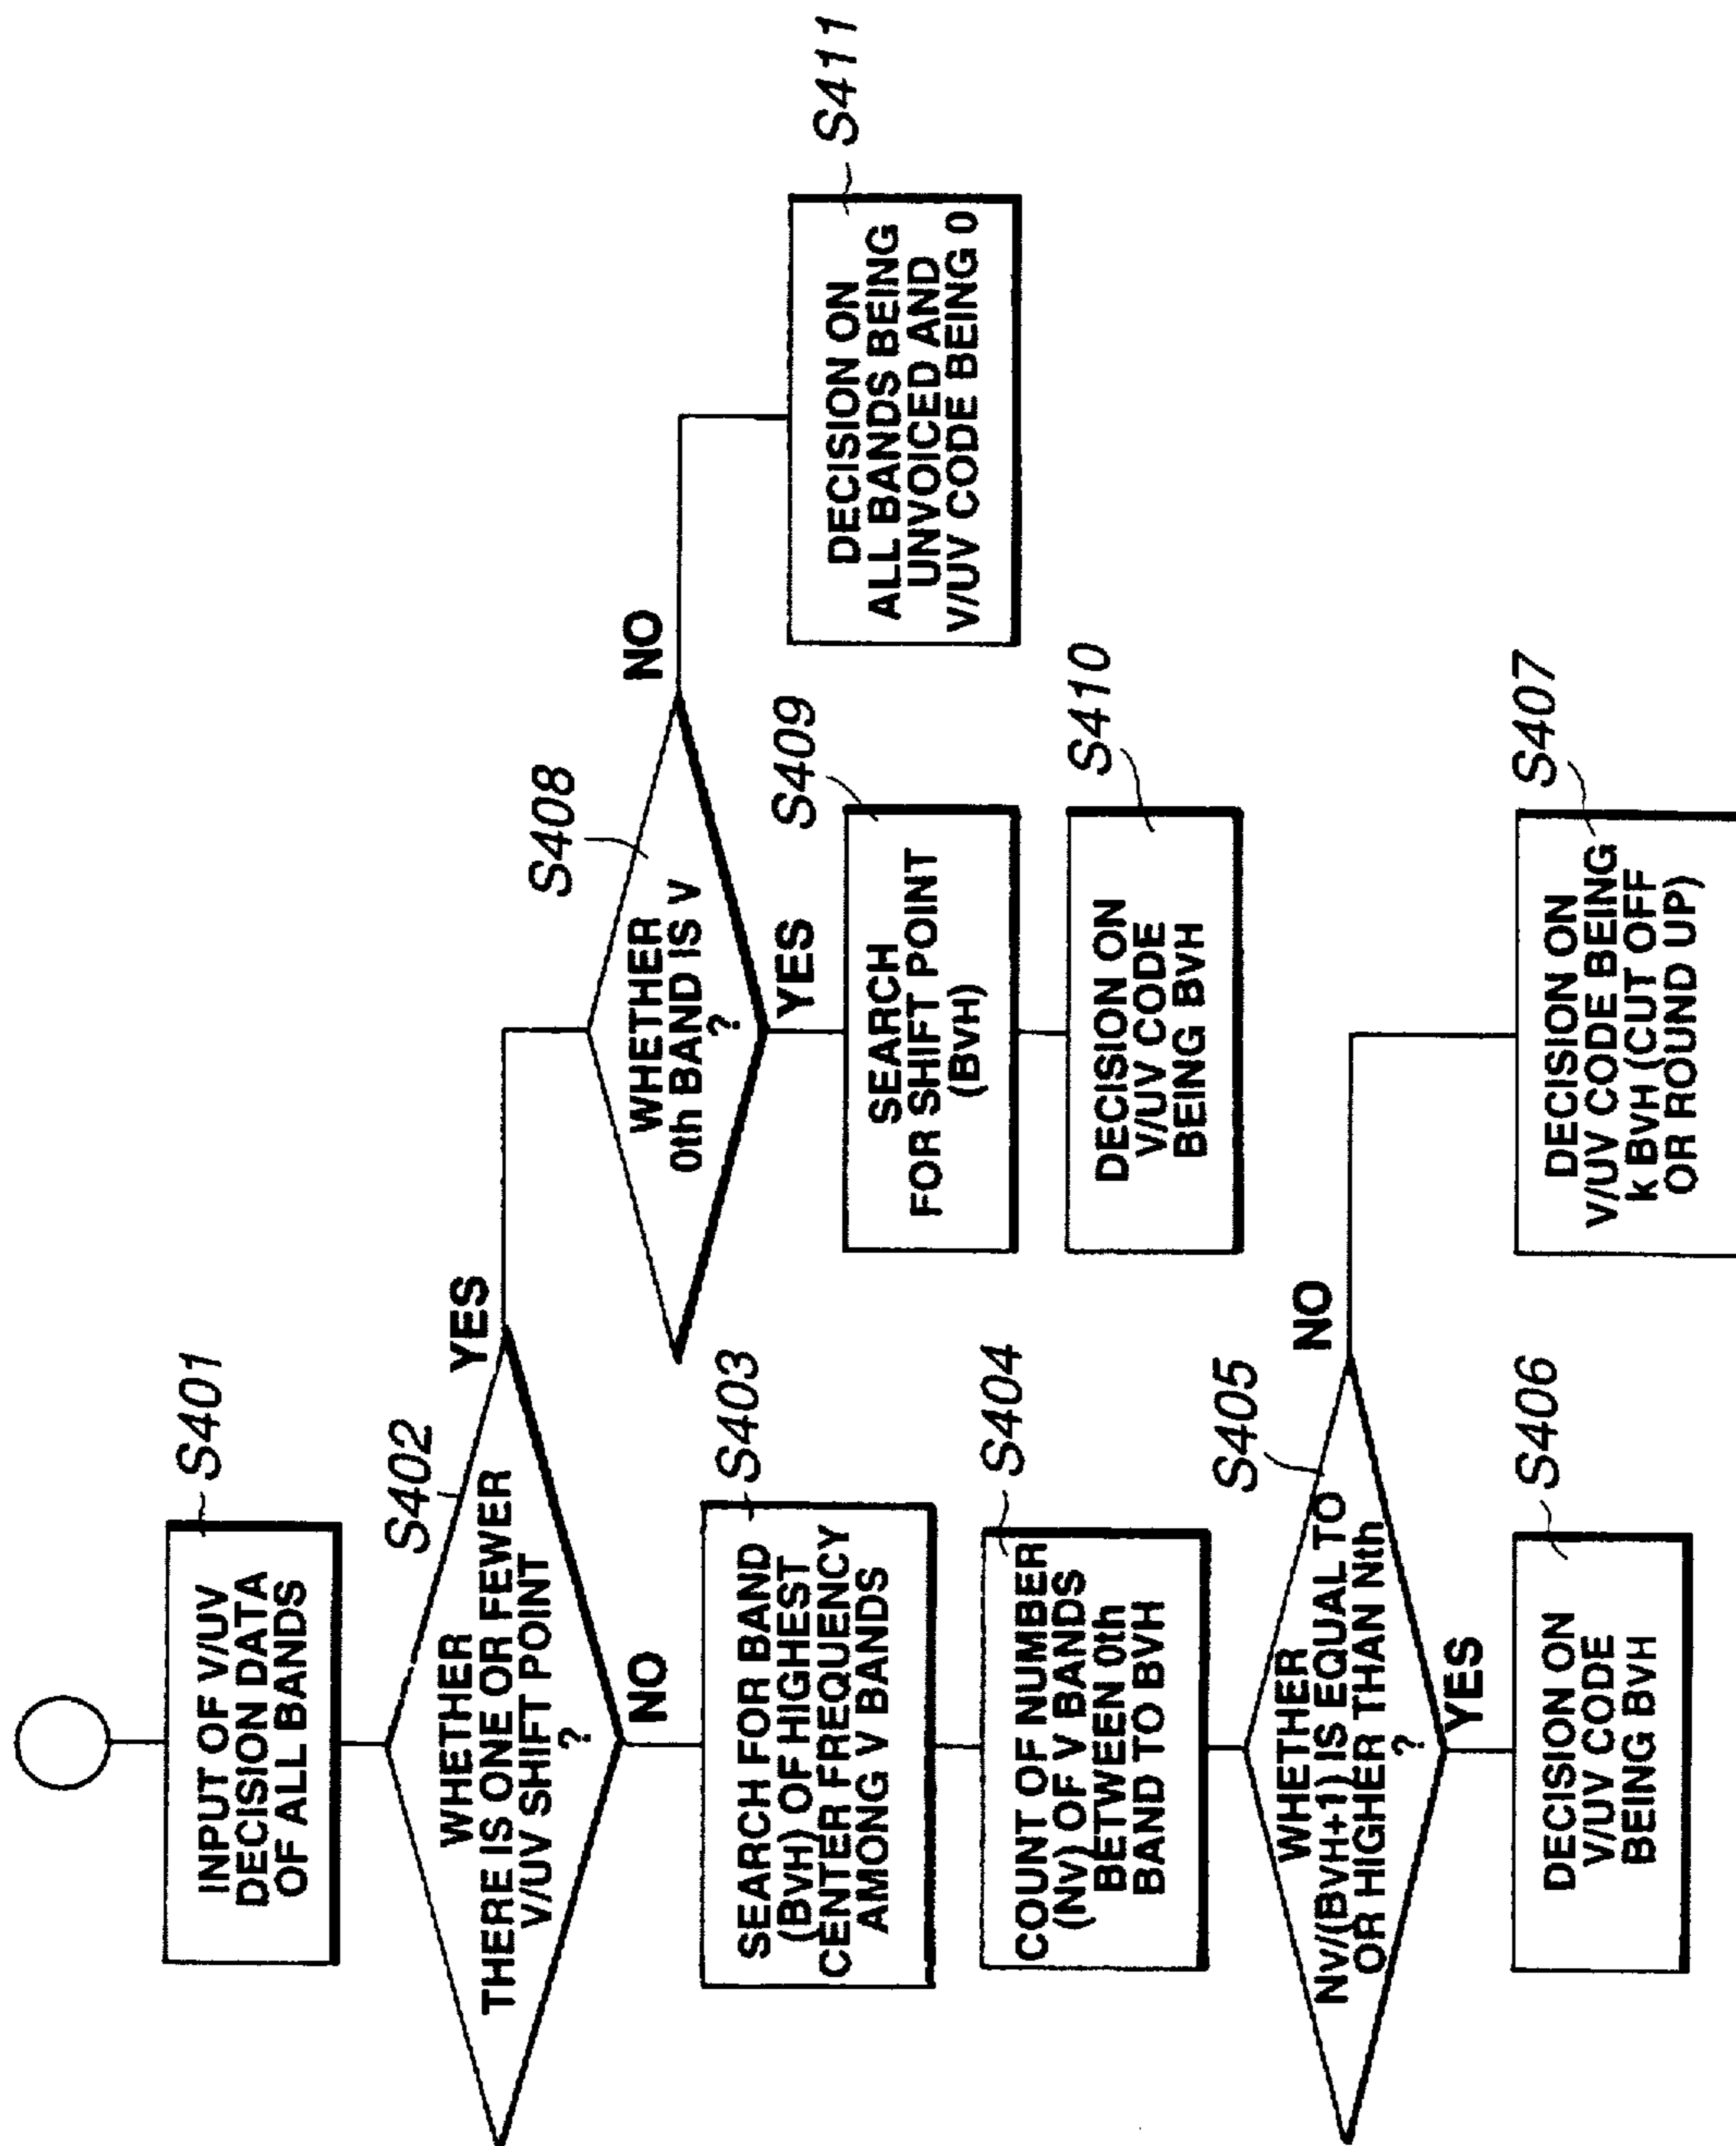 S401
INPUT OF V/UV
DECISION DATA
OF ALL BANDS
S402
WHETHER
THERE IS ONE OR FEWER
V/UV SHIFT POINT
?
YES
NO
S403
SEARCH FOR BAND
(BVH) OF HIGHEST
CENTER FREQUENCY
AMONG V BANDS
S404
COUNT OF NUMBER
(NV) OF V BANDS
BETWEEN 0th
BAND TO BVH
S405
WHETHER
NV/(BVH+1) IS EQUAL TO
OR HIGHER THAN Nth
?
NO
YES
S406
DECISION ON
V/UV CODE
BEING BVH
S407
DECISION ON
V/UV CODE BEING
k BVH (CUT OFF
OR ROUND UP)
S408
WHETHER
0th BAND IS V
?
NO
YES
S409
SEARCH
FOR SHIFT POINT
(BVH)
S410
DECISION ON
V/UV CODE
BEING BVH
S411
DECISION ON
ALL BANDS BEING
UNVOICED AND
V/UV CODE BEING 0